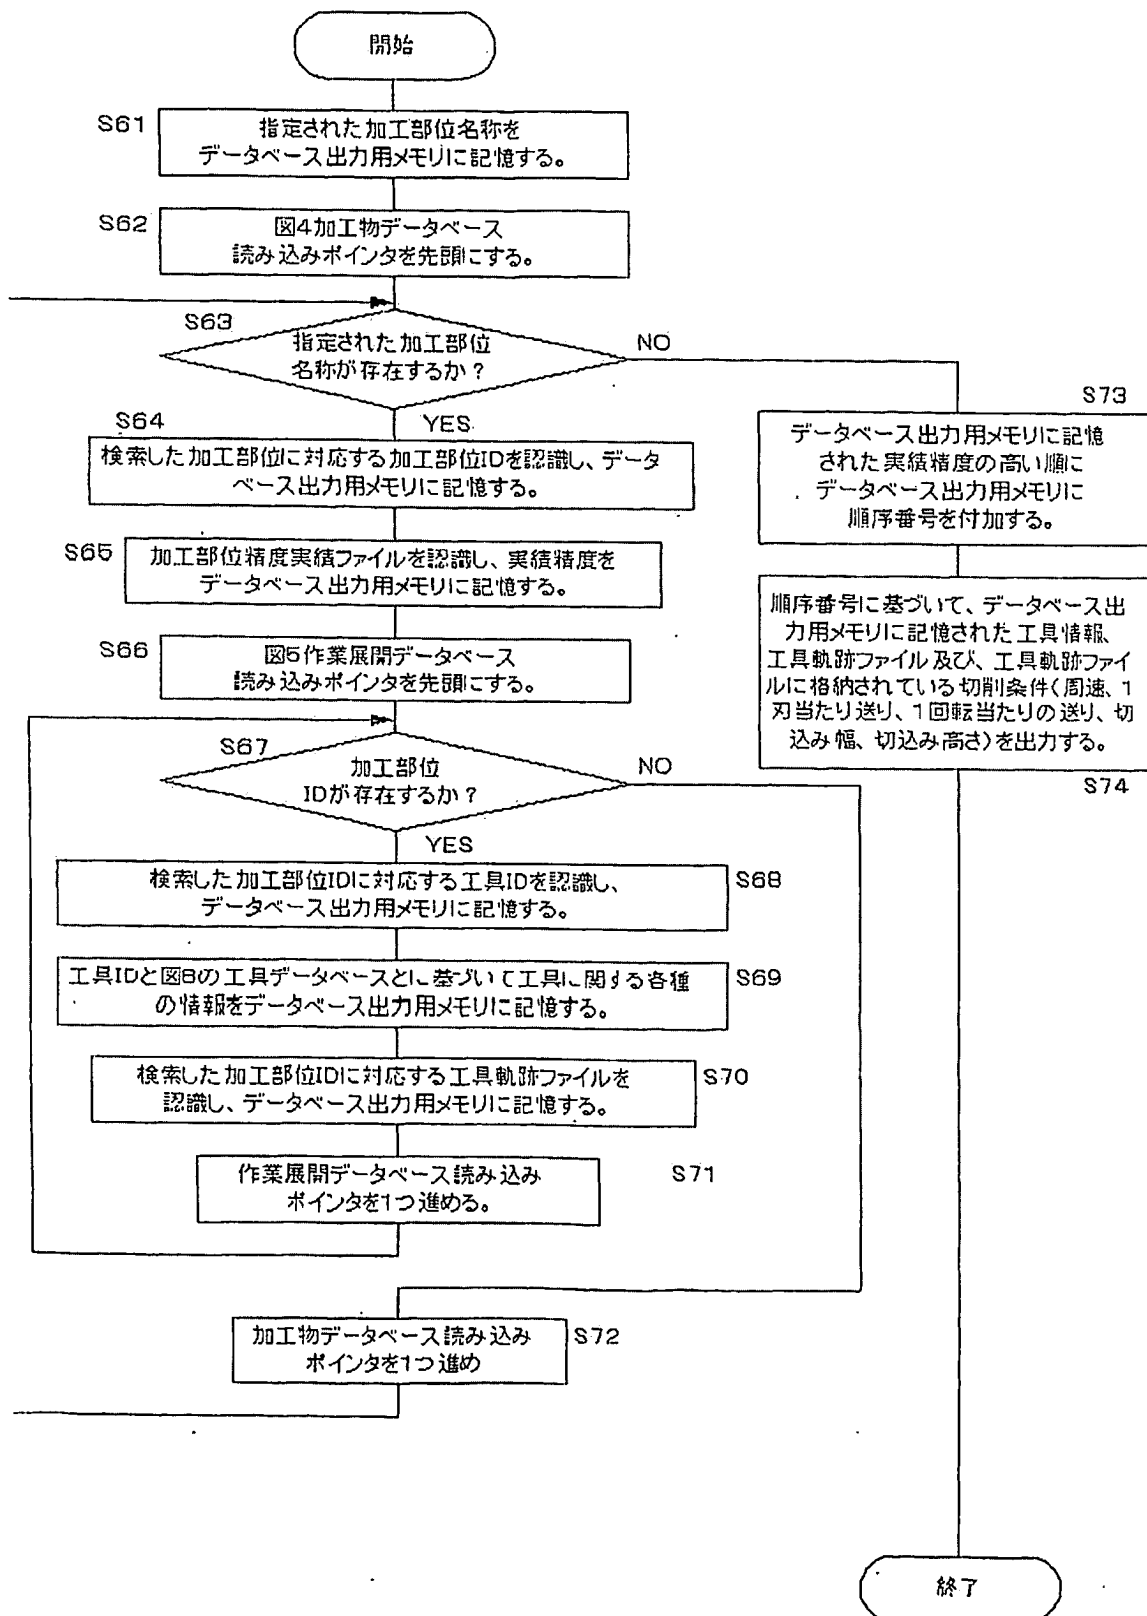 開始
S61
指定された加工部位名称を
データベース出力用メモリに記憶する。
S62
図4加工物データベース
読み込みポインタを先頭にする。
S63
指定された加工部位
名称が存在するか？
NO
YES
S64
検索した加工部位に対応する加工部位IDを認識し、データ
ベース出力用メモリに記憶する。
S65
加工部位精度実績ファイルを認識し、実績精度を
データベース出力用メモリに記憶する。
S66
図5作業展開データベース
読み込みポインタを先頭にする。
S67
加工部位
IDが存在するか？
NO
YES
検索した加工部位IDに対応する工具IDを認識し、
データベース出力用メモリに記憶する。
S68
工具IDと図8の工具データベースとに基づいて工具に関する各種
の情報をデータベース出力用メモリに記憶する。
S69
検索した加工部位IDに対応する工具軌跡ファイルを
認識し、データベース出力用メモリに記憶する。
S70
作業展開データベース読み込み
ポインタを1つ進める。
S71
加工物データベース読み込み
ポインタを1つ進め
S72
S73
データベース出力用メモリに記憶
された実績精度の高い順に
データベース出力用メモリに
順序番号を付加する。
順序番号に基づいて、データベース出
力用メモリに記憶された工具情報、
工具軌跡ファイル及び、工具軌跡ファイ
ルに格納されている切削条件(周速、1
刃当たり送り、1回転当たりの送り、切
込み幅、切込み高さ)を出力する。
S74
終了